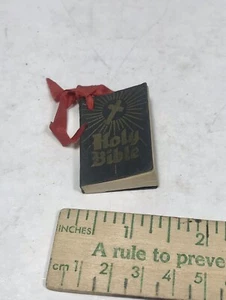 Holy
Bible
INCHES 1 2
A rule to preve
cm 1 2 3 4 5